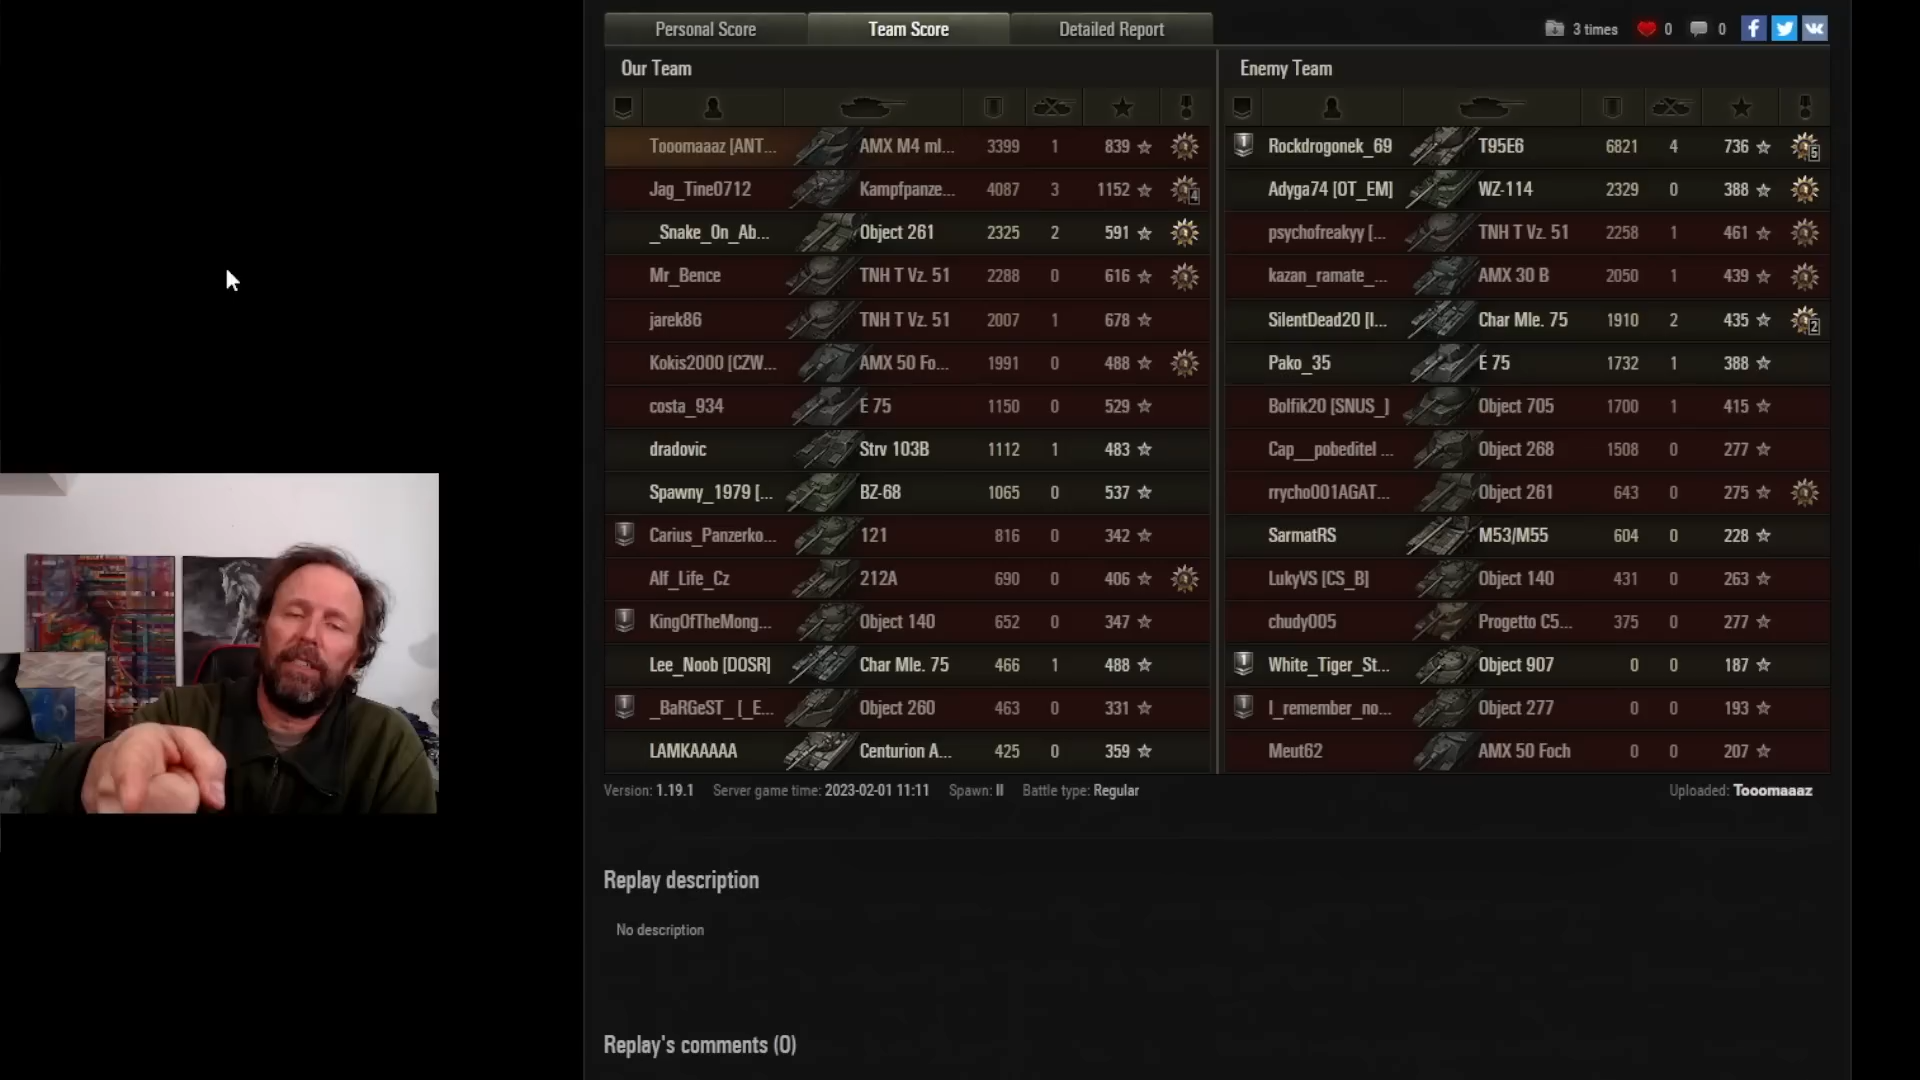 Personal Score Team Score Detailed Report 3 times 0 0
Our Team Enemy Team
Tooomaaaz [ANT... AMX M4 ml... 3399 1 839
Jag_Tine0712 Kampfpanze... 4087 3 1152 4
_Snake_On_Ab... Object 261 2325 2 591
Mr_Bence TNH T Vz. 51 2288 0 616
jarek86 TNH T Vz. 51 2007 1 678
Kokis2000 [CZW... AMX 50 Fo... 1991 0 488
costa_934 E 75 1150 0 529
dradovic Strv 103B 1112 1 483
Spawny_1979 [... BZ-68 1065 0 537
1 Carius_Panzerko... 121 816 0 342
Alf_Life_Cz 212A 690 0 406
1 KingOfTheMong... Object 140 652 0 347
Lee_Noob [DOSR] Char Mle. 75 466 1 488
1 _BaRGeST_ [_E... Object 260 463 0 331
LAMKAAAAA Centurion A... 425 0 359
1 Rockdrogonek_69 T95E6 6821 4 736 5
Adyga74 [OT_EM] WZ-114 2329 0 388
psychofreakyy [... TNH T Vz. 51 2258 1 461
kazan_ramate_... AMX 30 B 2050 1 439
SilentDead20 [I... Char Mle. 75 1910 2 435 2
Pako_35 E 75 1732 1 388
Bolfik20 [SNUS_] Object 705 1700 1 415
Cap__pobeditel ... Object 268 1508 0 277
rrycho001AGAT... Object 261 643 0 275
SarmatRS M53/M55 604 0 228
LukyVS [CS_B] Object 140 431 0 263
chudy005 Progetto C5... 375 0 277
1 White_Tiger_St... Object 907 0 0 187
1 I_remember_no... Object 277 0 0 193
Meut62 AMX 50 Foch 0 0 207
Version: 1.19.1 Server game time: 2023-02-01 11:11 Spawn: II Battle type: Regular Uploaded: Tooomaaaz
Replay description
No description
Replay's comments (0)